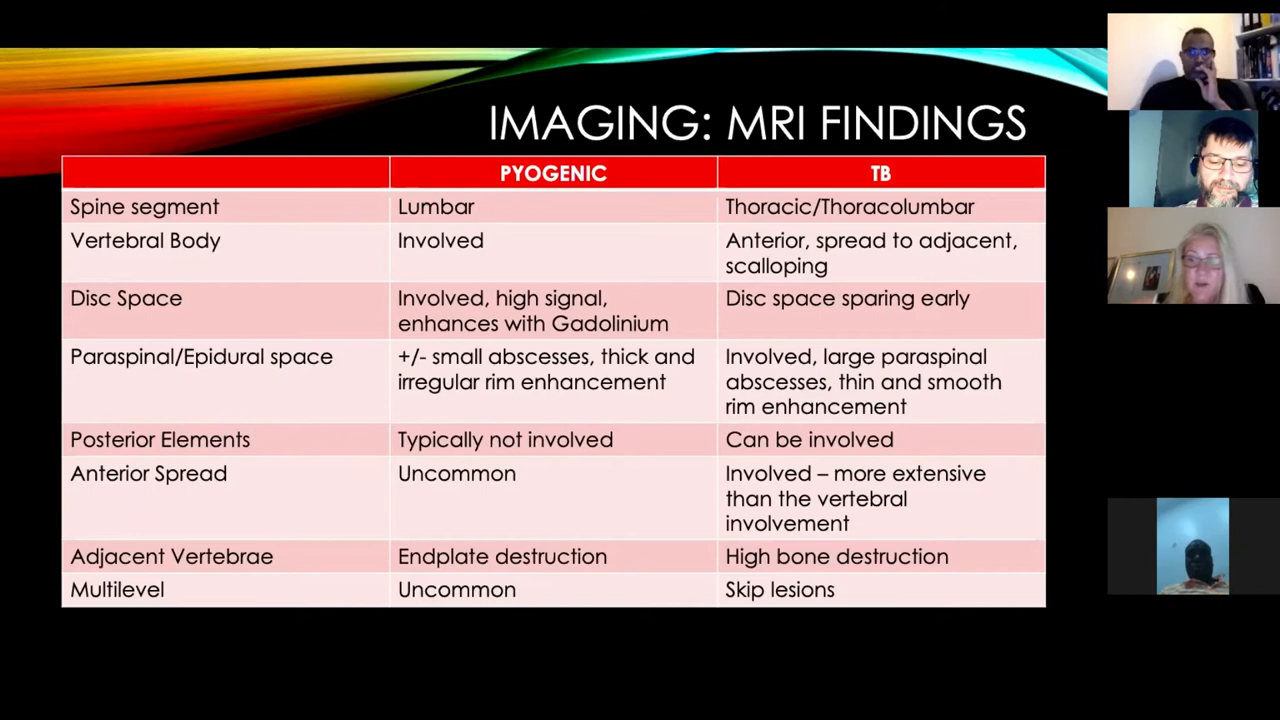 IMAGING: MRI FINDINGS
PYOGENIC
TB
Spine segment
Lumbar
Thoracic/Thoracolumbar
Vertebral Body
Involved
Anterior, spread to adjacent,
scalloping
Disc Space
Involved, high signal,
enhances with Gadolinium
Disc space sparing early
Paraspinal/Epidural space
+/- small abscesses, thick and
irregular rim enhancement
Involved, large paraspinal
abscesses, thin and smooth
rim enhancement
Posterior Elements
Typically not involved
Can be involved
Anterior Spread
Uncommon
Involved – more extensive
than the vertebral
involvement
Adjacent Vertebrae
Endplate destruction
High bone destruction
Multilevel
Uncommon
Skip lesions